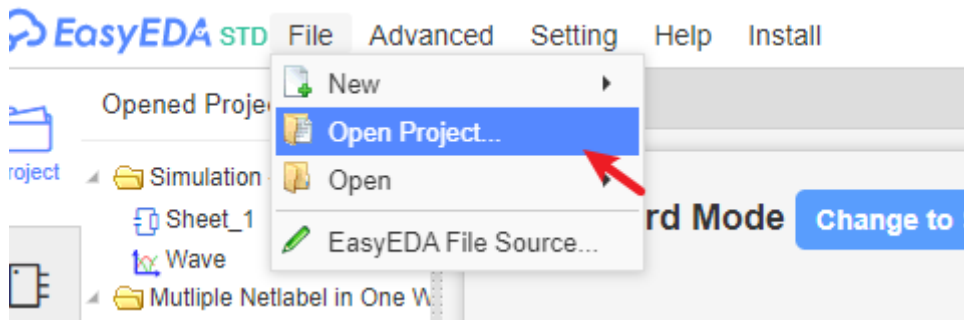 EasyEDA STD File Advanced Setting Help Install
Opened Proje
New
Open Project...
roject
Simulation
Open
Sheet_1
rd Mode Change to
Wave
EasyEDA File Source...
Mutliple Netlabel in One W